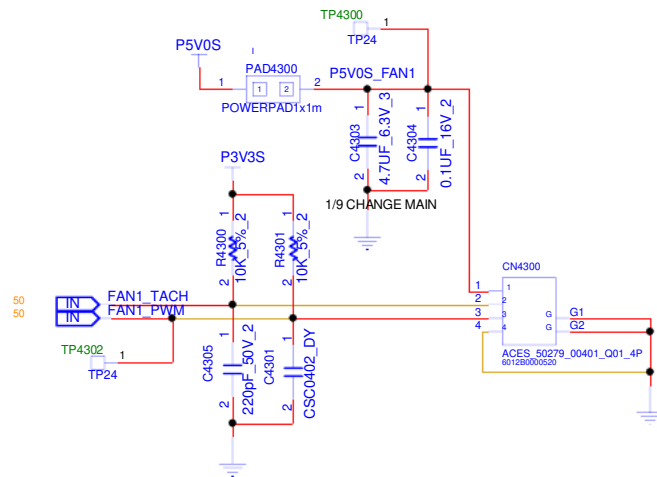 TP4300
1
TP24
P5V0S
PAD4300
1
1
2
2
POWERPAD1x1m
P5V0S_FAN1
1
C4303
4.7UF_6.3V_3
2
1
C4304
0.1UF_16V_2
2
1/9 CHANGE MAIN
P3V3S
1
R4300
10K_5%_2
2
1
R4301
10K_5%_2
2
50
IN
FAN1_TACH
50
IN
FAN1_PWM
TP4302
1
TP24
1
C4305
220pF_50V_2
2
1
C4301
CSC0402_DY
2
CN4300
1
1
2
2
3
3
G
G1
4
4
G
G2
ACES_50279_00401_Q01_4P
6012B0000520